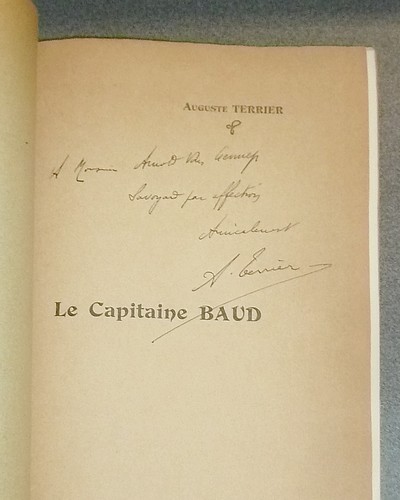 Auguste TERRIER
A Monsieur Arnold Van Gennep
Savoyard par affection
Amicalement
A. Terrier
Le Capitaine BAUD